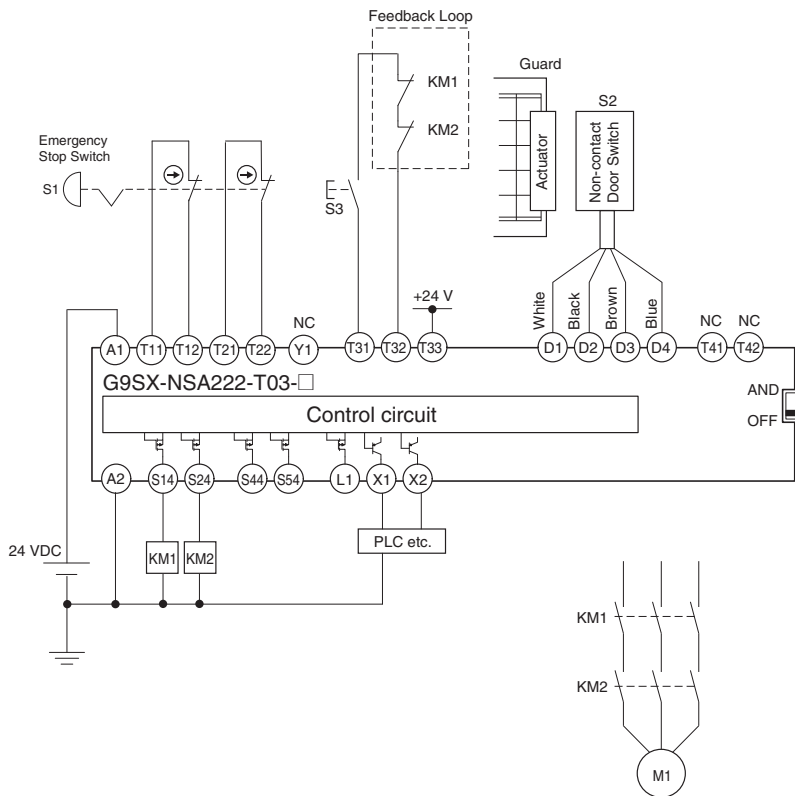 Feedback Loop
KM1
KM2
Guard
Actuator
S2
Non-contact
Door Switch
Emergency
Stop Switch
S1
S3
+24 V
White
Black
Brown
Blue
NC
NC
NC
A1
T11
T12
T21
T22
Y1
T31
T32
T33
D1
D2
D3
D4
T41
T42
G9SX-NSA222-T03-□
AND
OFF
Control circuit
A2
S14
S24
S44
S54
L1
X1
X2
24 VDC
KM1
KM2
PLC etc.
KM1
KM2
M1